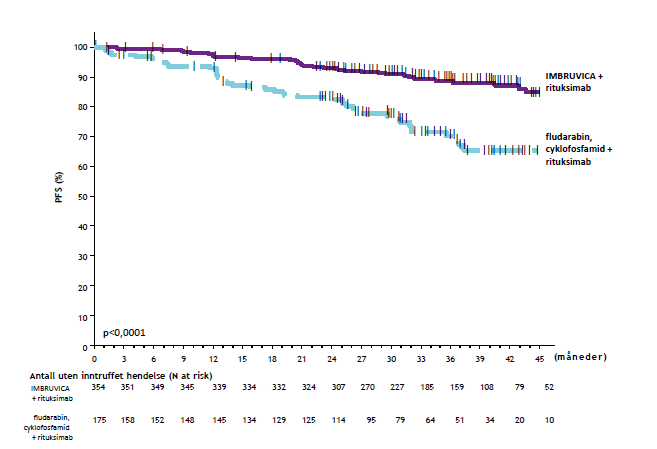 100
90
80
70
60
50
40
30
20
10
0
PFS (%)
IMBRUVICA +
rituksimab
fludarabin,
cyklofosfamid +
rituksimab
p<0,0001
0 3 6 9 12 15 18 21 24 27 30 33 36 39 42 45 (måneder)
Antall uten inntruffet hendelse (N at risk)
IMBRUVICA
+ rituksimab
354 351 349 345 339 334 332 324 307 270 227 185 159 108 79 52
fludarabin,
cyklofosfamid
+ rituksimab
175 158 152 148 145 134 129 125 114 95 79 64 51 34 20 10